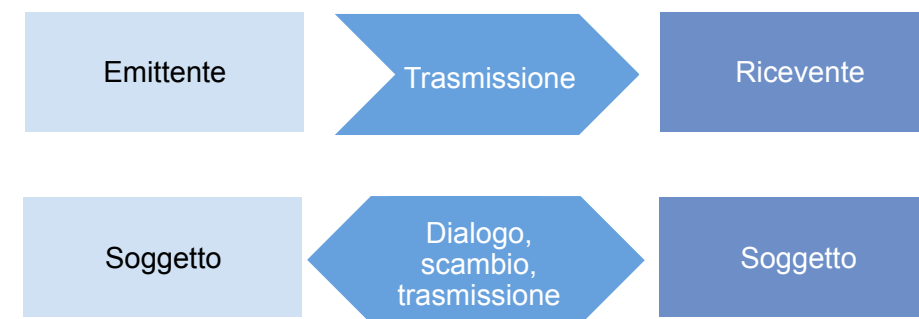 Emittente
Trasmissione
Ricevente
Soggetto
Dialogo,
scambio,
trasmissione
Soggetto